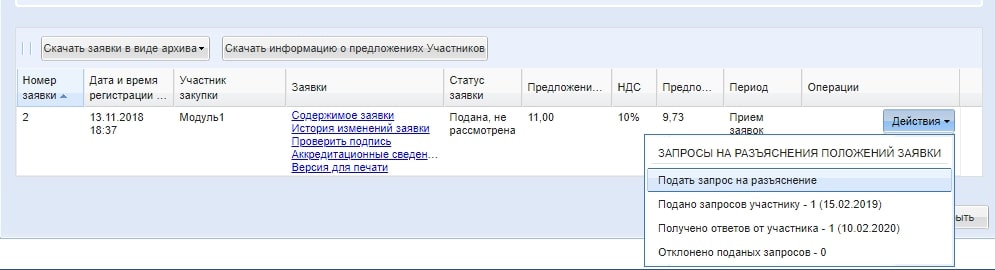 Скачать заявки в виде архива
Скачать информацию о предложениях Участников
Номер заявки
Дата и время регистрации ...
Участник закупки
Заявки
Статус заявки
Предложени...
НДС
Предло...
Период
Операции
2
13.11.2018
18:37
Модуль1
Содержимое заявки
История изменений заявки
Проверить подпись
Аккредитационные сведен...
Версия для печати
Подана, не
рассмотрена
11,00
10%
9,73
Прием
заявок
Действия
ЗАПРОСЫ НА РАЗЪЯСНЕНИЯ ПОЛОЖЕНИЙ ЗАЯВКИ
Подать запрос на разъяснение
Подано запросов участнику - 1 (15.02.2019)
Получено ответов от участника - 1 (10.02.2020)
Отклонено поданых запросов - 0
ыть